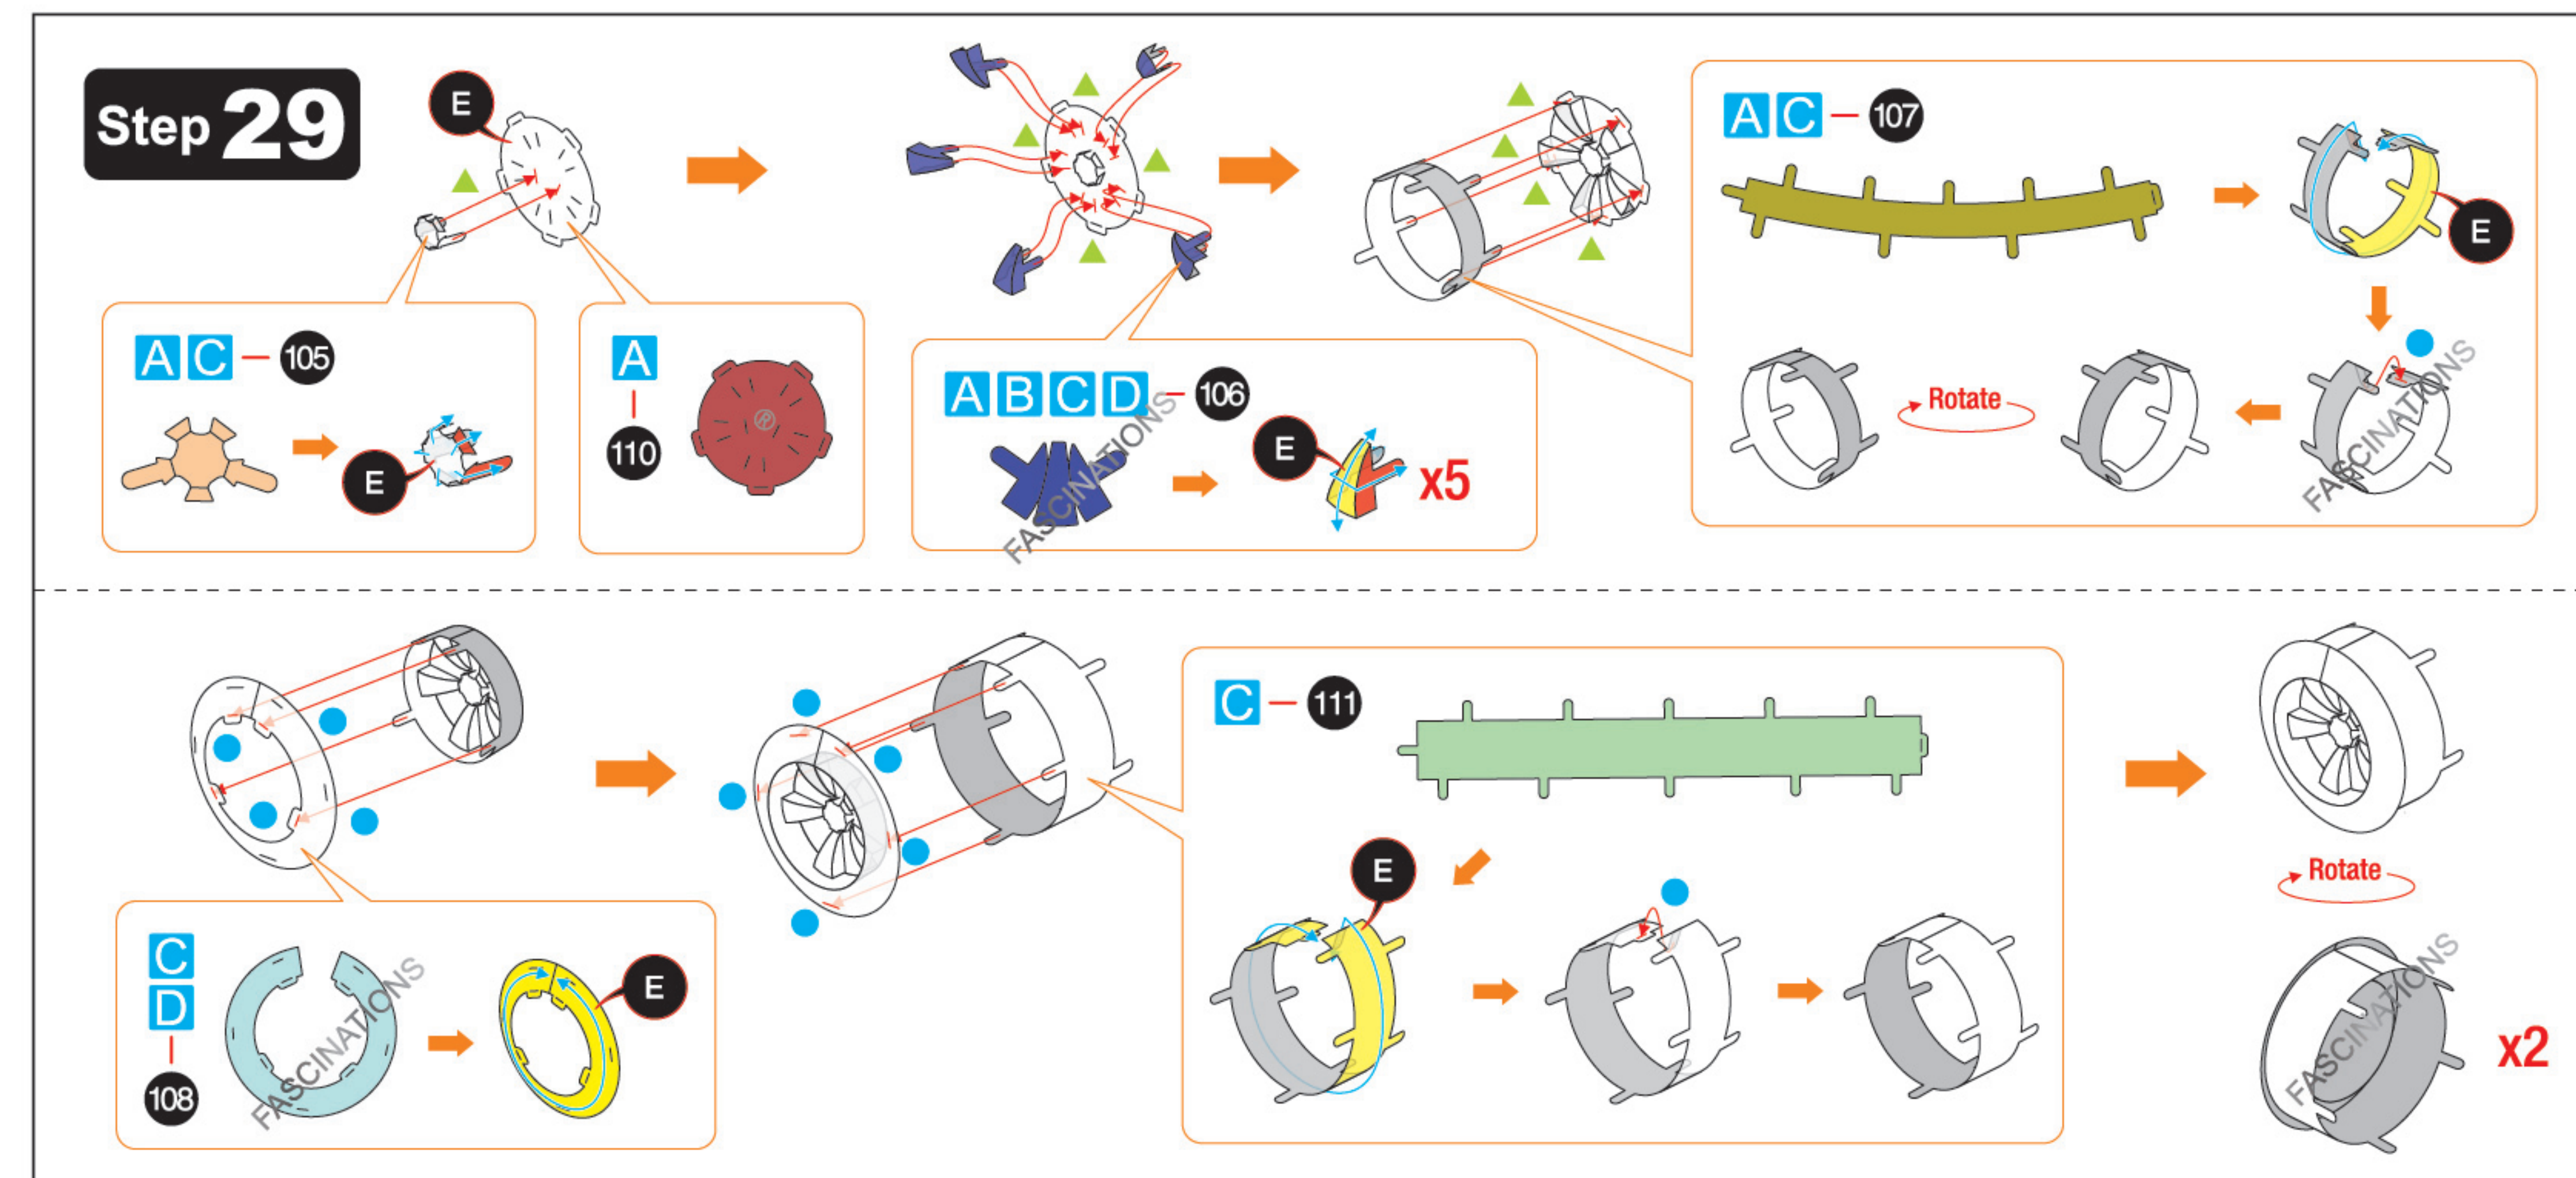 Step 29
E
A C - 105
E
A
110
®
A B C D - 106
E
x5
A C - 107
E
Rotate
FASCINATIONS
FASCINATIONS
C
D
108
E
FASCINATIONS
C - 111
E
Rotate
FASCINATIONS
x2